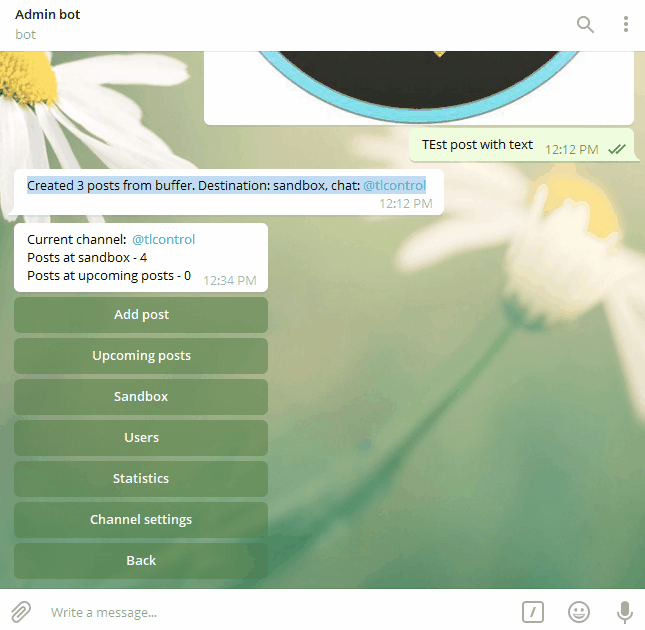 Admin bot
bot
TEst post with text 12:12 PM
Created 3 posts from buffer. Destination: sandbox, chat: @tlcontrol
12:12 PM
Current channel: @tlcontrol
Posts at sandbox - 4
Posts at upcoming posts - 0 12:34 PM
Add post
Upcoming posts
Sandbox
Users
Statistics
Channel settings
Back
Write a message...